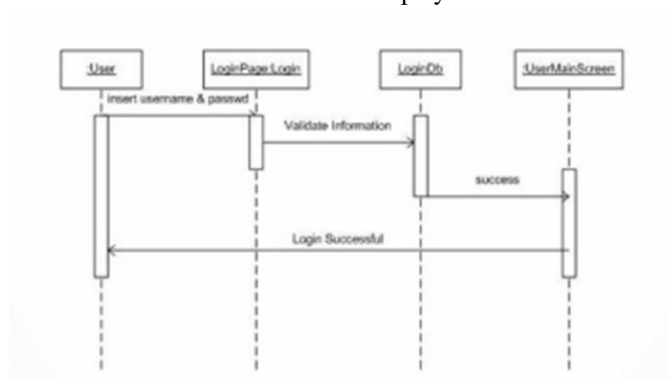 :User
LoginPage:Login
LoginDb
:UserMainScreen
insert username & passwd
Validate Information
success
Login Successful